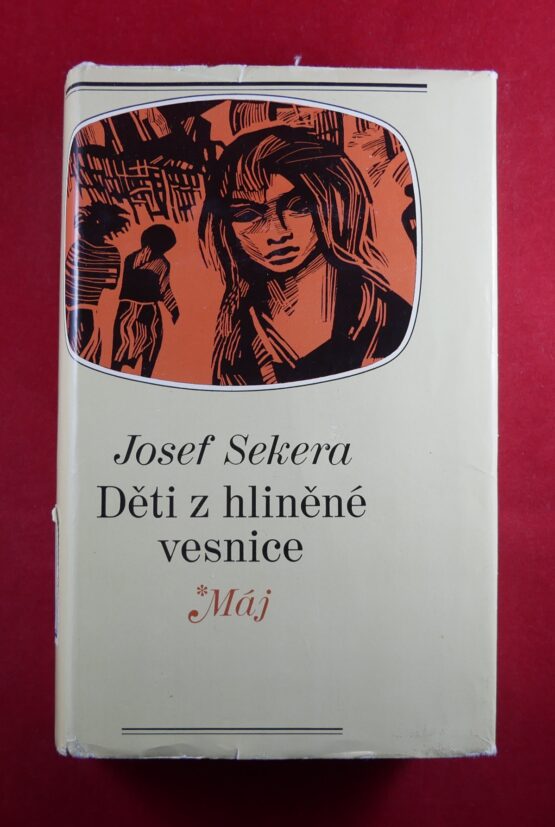 Josef Sekera
Děti z hliněné
vesnice
*Máj